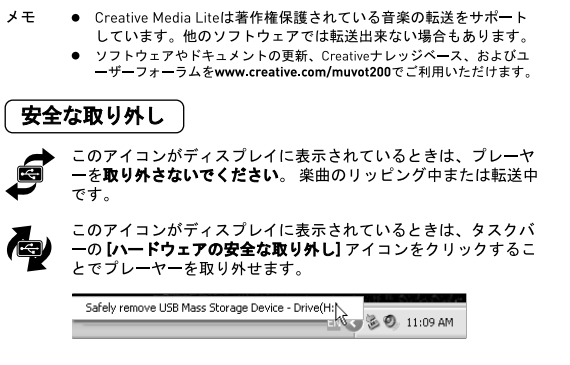 メモ ● Creative Media Liteは著作権保護されている音楽の転送をサポート
しています。他のソフトウェアでは転送出来ない場合もあります。
● ソフトウェアやドキュメントの更新、Creativeナレッジベース、およびユ
ーザーフォーラムをwww.creative.com/muvot200でご利用いただけます。
安全な取り外し
このアイコンがディスプレイに表示されているときは、プレーヤ
ーを取り外さないでください。 楽曲のリッピング中または転送中
です。
このアイコンがディスプレイに表示されているときは、タスクバ
ーの [ハードウェアの安全な取り外し] アイコンをクリックするこ
とでプレーヤーを取り外せます。
Safely remove USB Mass Storage Device - Drive(H:)
11:09 AM